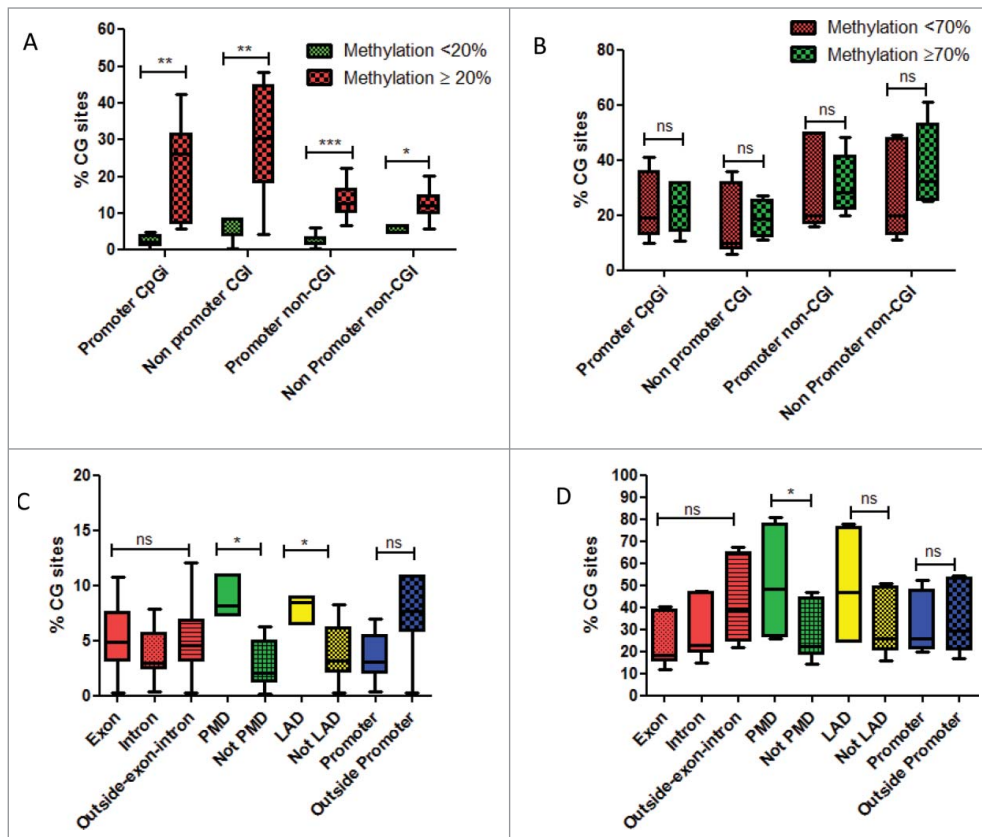 A
60
50
40
30
20
10
0
% CG sites
Methylation <20%
Methylation ≥ 20%
**
**
***
*
Promoter CpGi
Non promoter CGI
Promoter non-CGI
Non Promoter non-CGI
B
80
60
40
20
0
% CG sites
Methylation <70%
Methylation ≥70%
ns
ns
ns
ns
Promoter CpGi
Non promoter CGI
Promoter non-CGI
Non Promoter non-CGI
C
20
15
10
5
0
% CG sites
ns
*
*
ns
Exon
Intron
Outside-exon-intron
PMD
Not PMD
LAD
Not LAD
Promoter
Outside Promoter
D
100
90
80
70
60
50
40
30
20
10
0
% CG sites
ns
*
ns
ns
Exon
Intron
Outside-exon-intron
PMD
Not PMD
LAD
Not LAD
Promoter
Outside Promoter